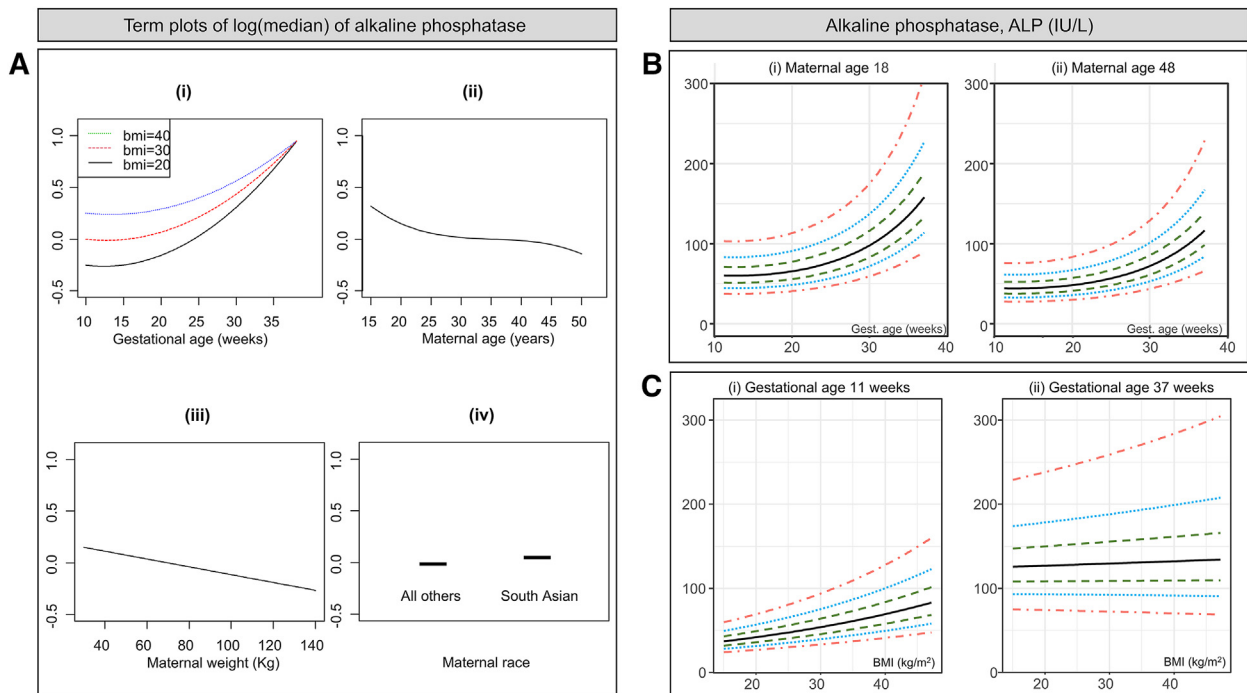 Term plots of log(median) of alkaline phosphatase
A
(i)
1.0
0.5
0.0
-0.5
bmi=40
bmi=30
bmi=20
10 15 20 25 30 35
Gestational age (weeks)
(ii)
1.0
0.5
0.0
-0.5
15 20 25 30 35 40 45 50
Maternal age (years)
(iii)
1.0
0.5
0.0
-0.5
40 60 80 100 120 140
Maternal weight (Kg)
(iv)
1.0
0.5
0.0
-0.5
All others South Asian
Maternal race
Alkaline phosphatase, ALP (IU/L)
B
(i) Maternal age 18
300
200
100
0
Gest. age (weeks)
10 20 30 40
(ii) Maternal age 48
300
200
100
0
Gest. age (weeks)
10 20 30 40
C
(i) Gestational age 11 weeks
300
200
100
0
BMI (kg/m²)
20 30 40
(ii) Gestational age 37 weeks
300
200
100
0
BMI (kg/m²)
20 30 40